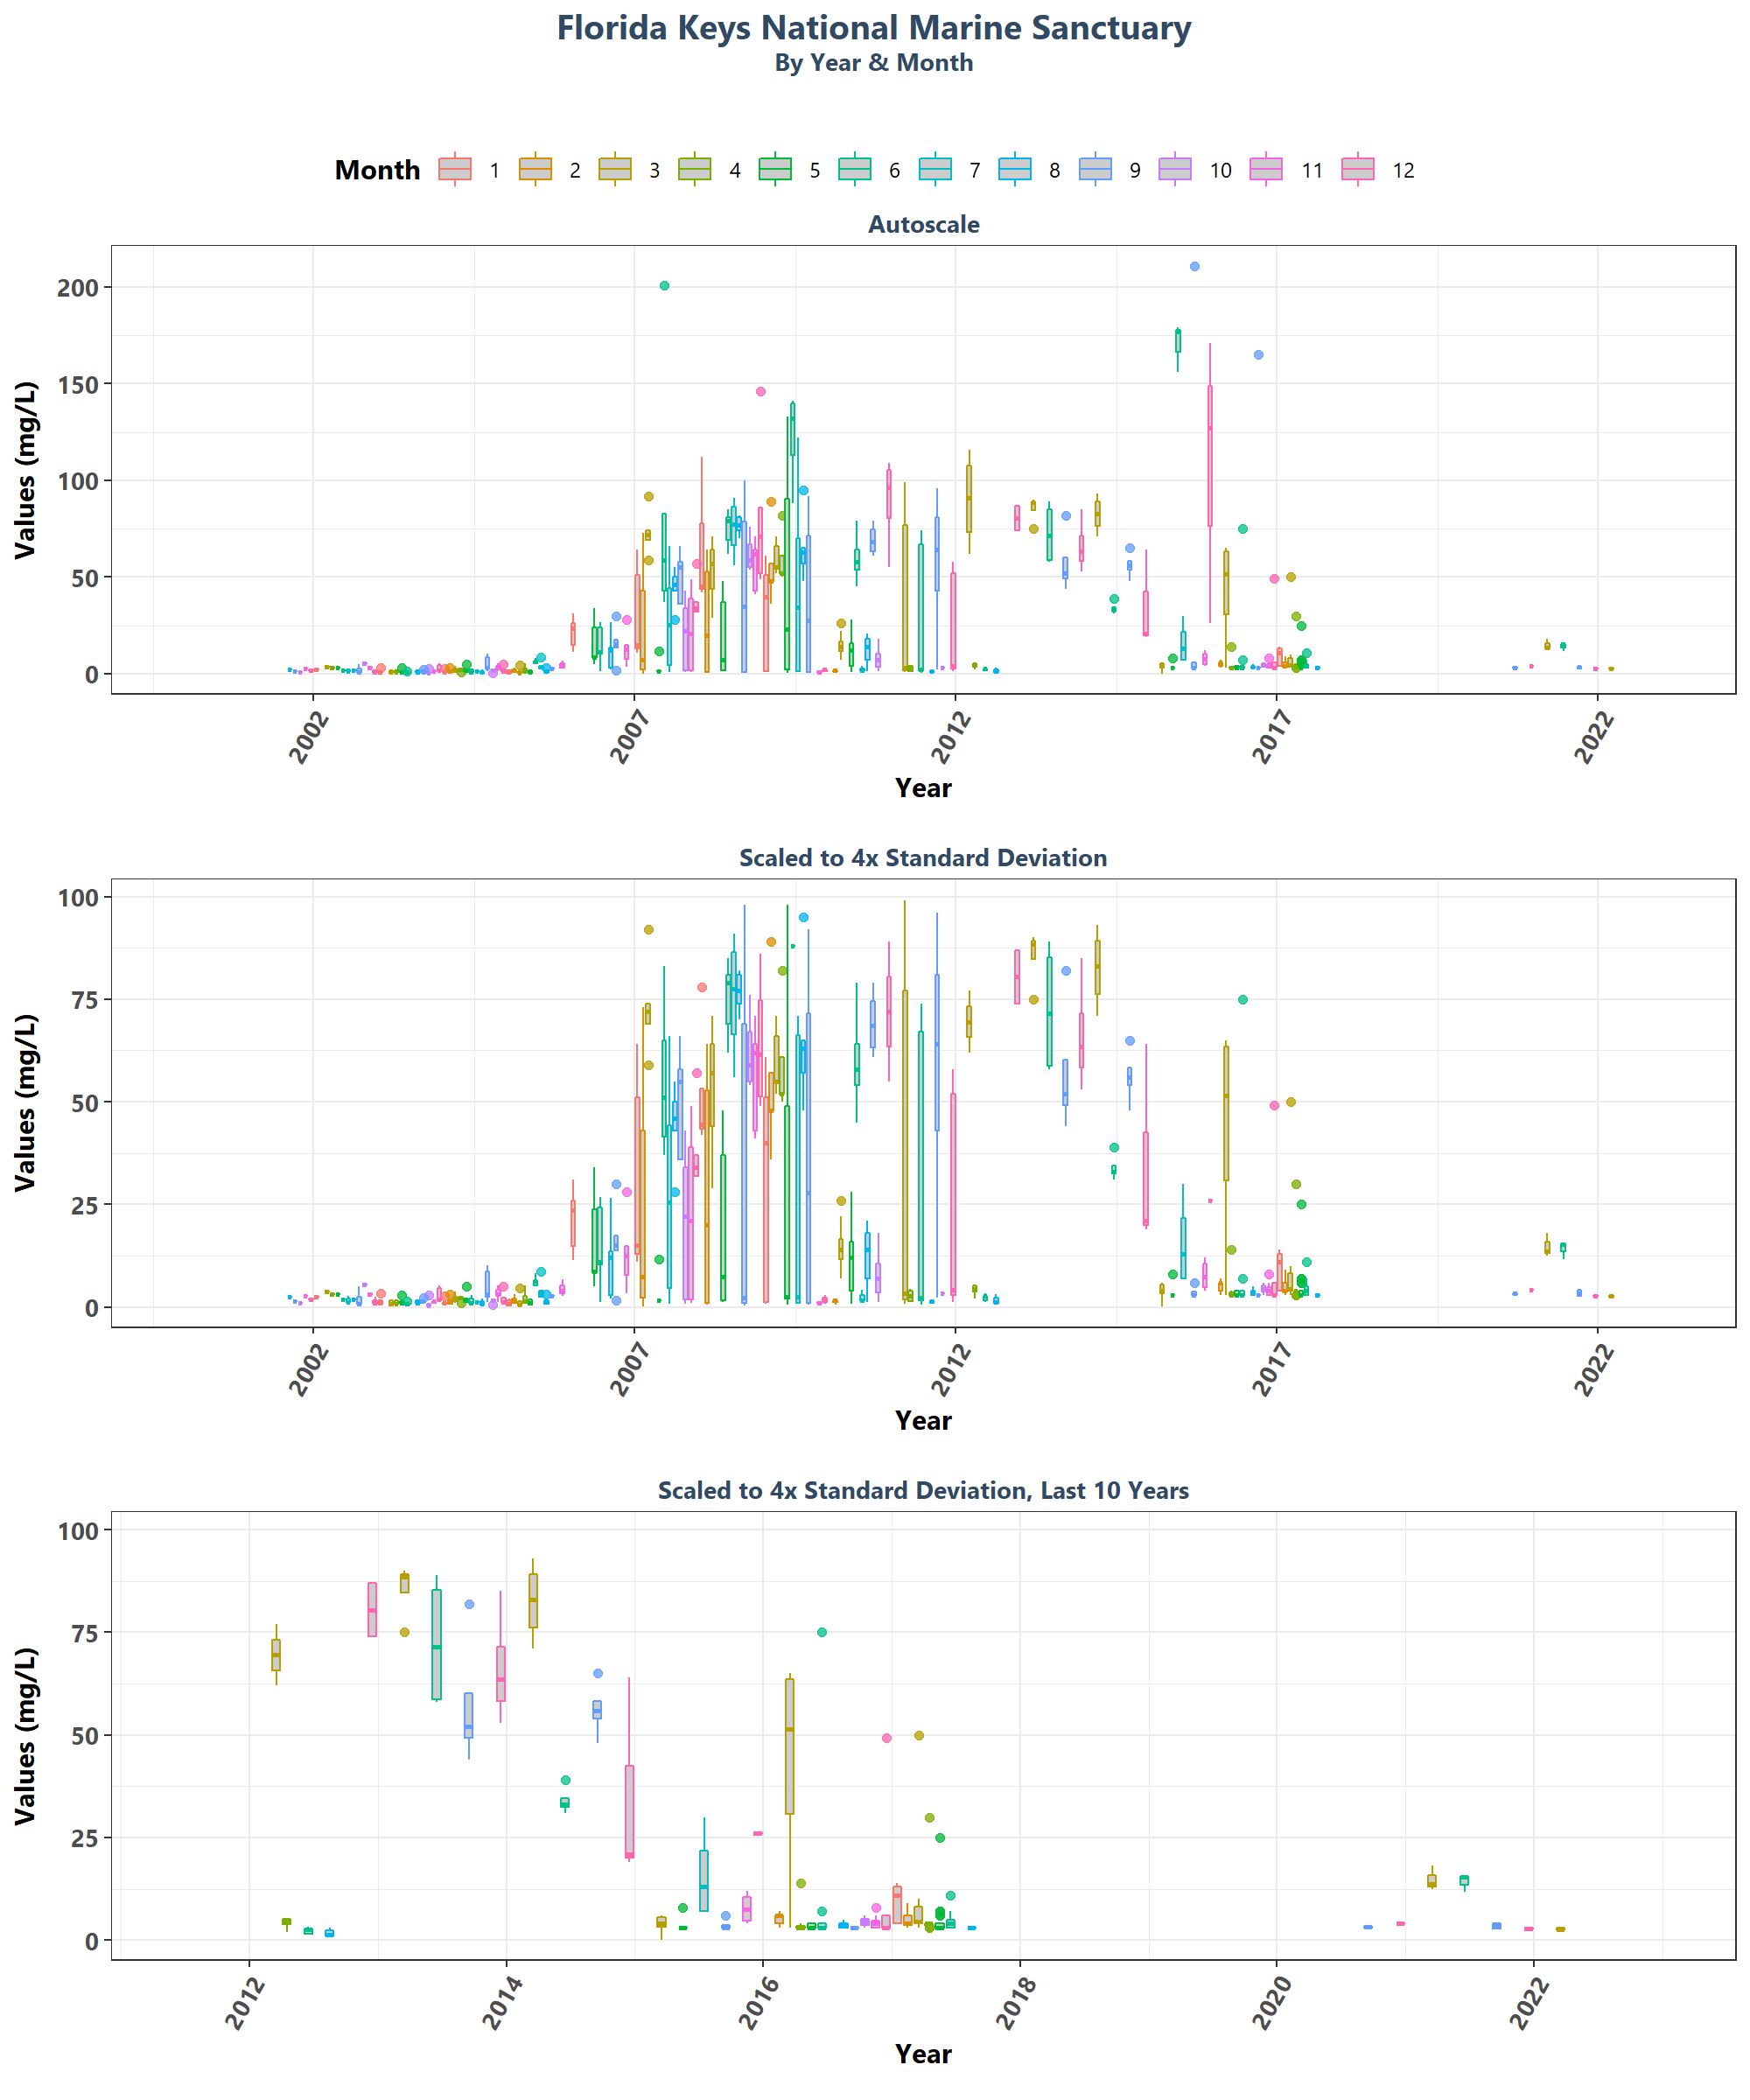 Florida Keys National Marine Sanctuary
By Year & Month
Month 1 2 3 4 5 6 7 8 9 10 11 12
Autoscale
Values (mg/L)
200
150
100
50
0
2002 2007 2012 2017 2022
Year
Scaled to 4x Standard Deviation
Values (mg/L)
100
75
50
25
0
2002 2007 2012 2017 2022
Year
Scaled to 4x Standard Deviation, Last 10 Years
Values (mg/L)
100
75
50
25
0
2012 2014 2016 2018 2020 2022
Year